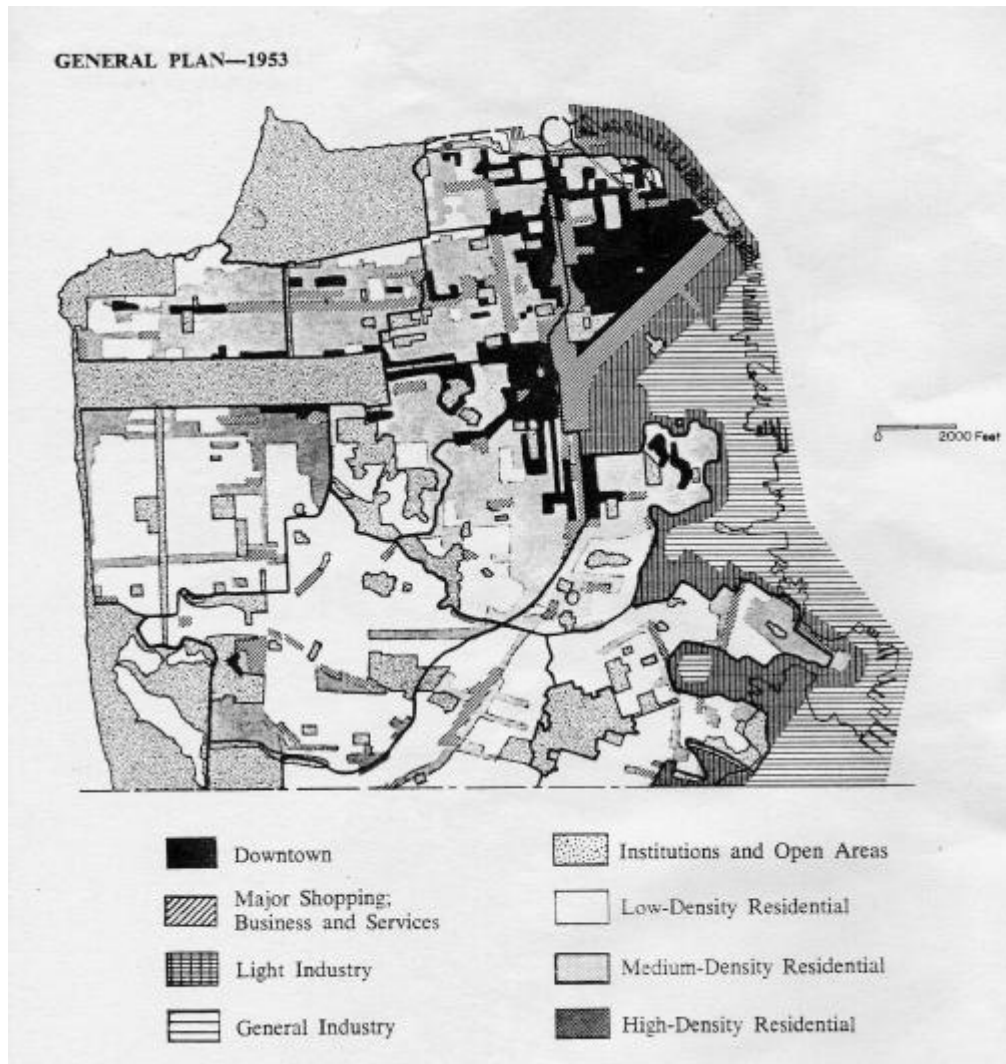 GENERAL PLAN—1953
0 2000 Feet
Downtown
Major Shopping;
Business and Services
Light Industry
General Industry
Institutions and Open Areas
Low-Density Residential
Medium-Density Residential
High-Density Residential